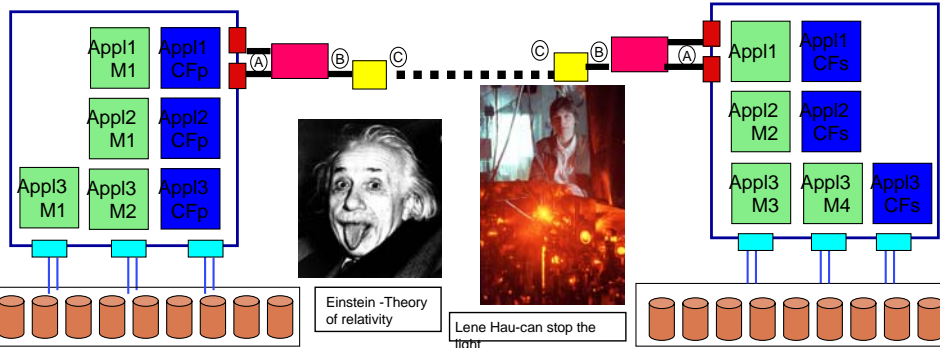 Appl1
M1
Appl1
CFp
A
B
C
C
B
A
Appl1
Appl1
CFs
Appl2
M1
Appl2
CFp
Appl2
M2
Appl2
CFs
Appl3
M1
Appl3
M2
Appl3
CFp
Appl3
M3
Appl3
M4
Appl3
CFs
Einstein -Theory
of relativity
Lene Hau-can stop the
light